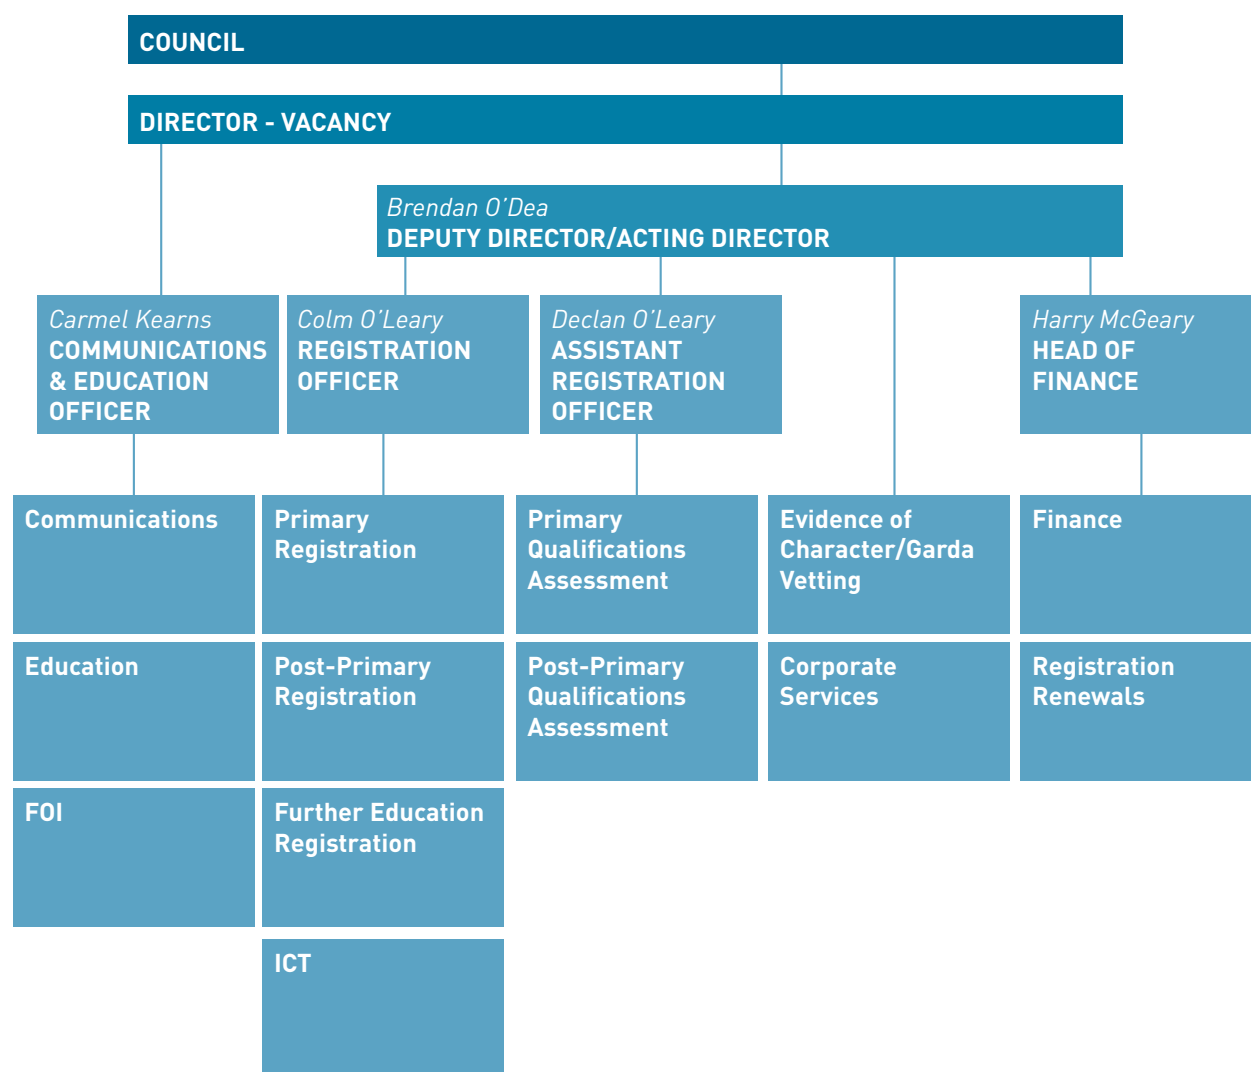 COUNCIL
DIRECTOR - VACANCY
Brendan O’Dea
DEPUTY DIRECTOR/ACTING DIRECTOR
Carmel Kearns
COMMUNICATIONS
& EDUCATION
OFFICER
Colm O’Leary
REGISTRATION
OFFICER
Declan O’Leary
ASSISTANT
REGISTRATION
OFFICER
Harry McGeary
HEAD OF
FINANCE
Communications
Primary
Registration
Primary
Qualifications
Assessment
Evidence of
Character/Garda
Vetting
Finance
Education
Post-Primary
Registration
Post-Primary
Qualifications
Assessment
Corporate
Services
Registration
Renewals
FOI
Further Education
Registration
ICT